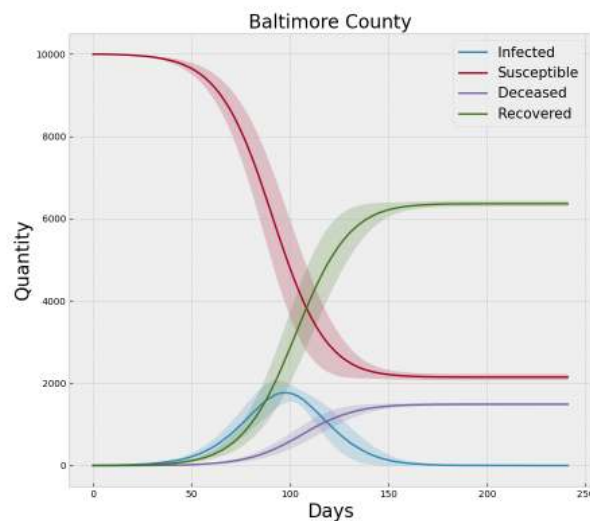 Baltimore County
Infected
Susceptible
Deceased
Recovered
10000
8000
6000
4000
2000
0
Quantity
0 50 100 150 200 250
Days